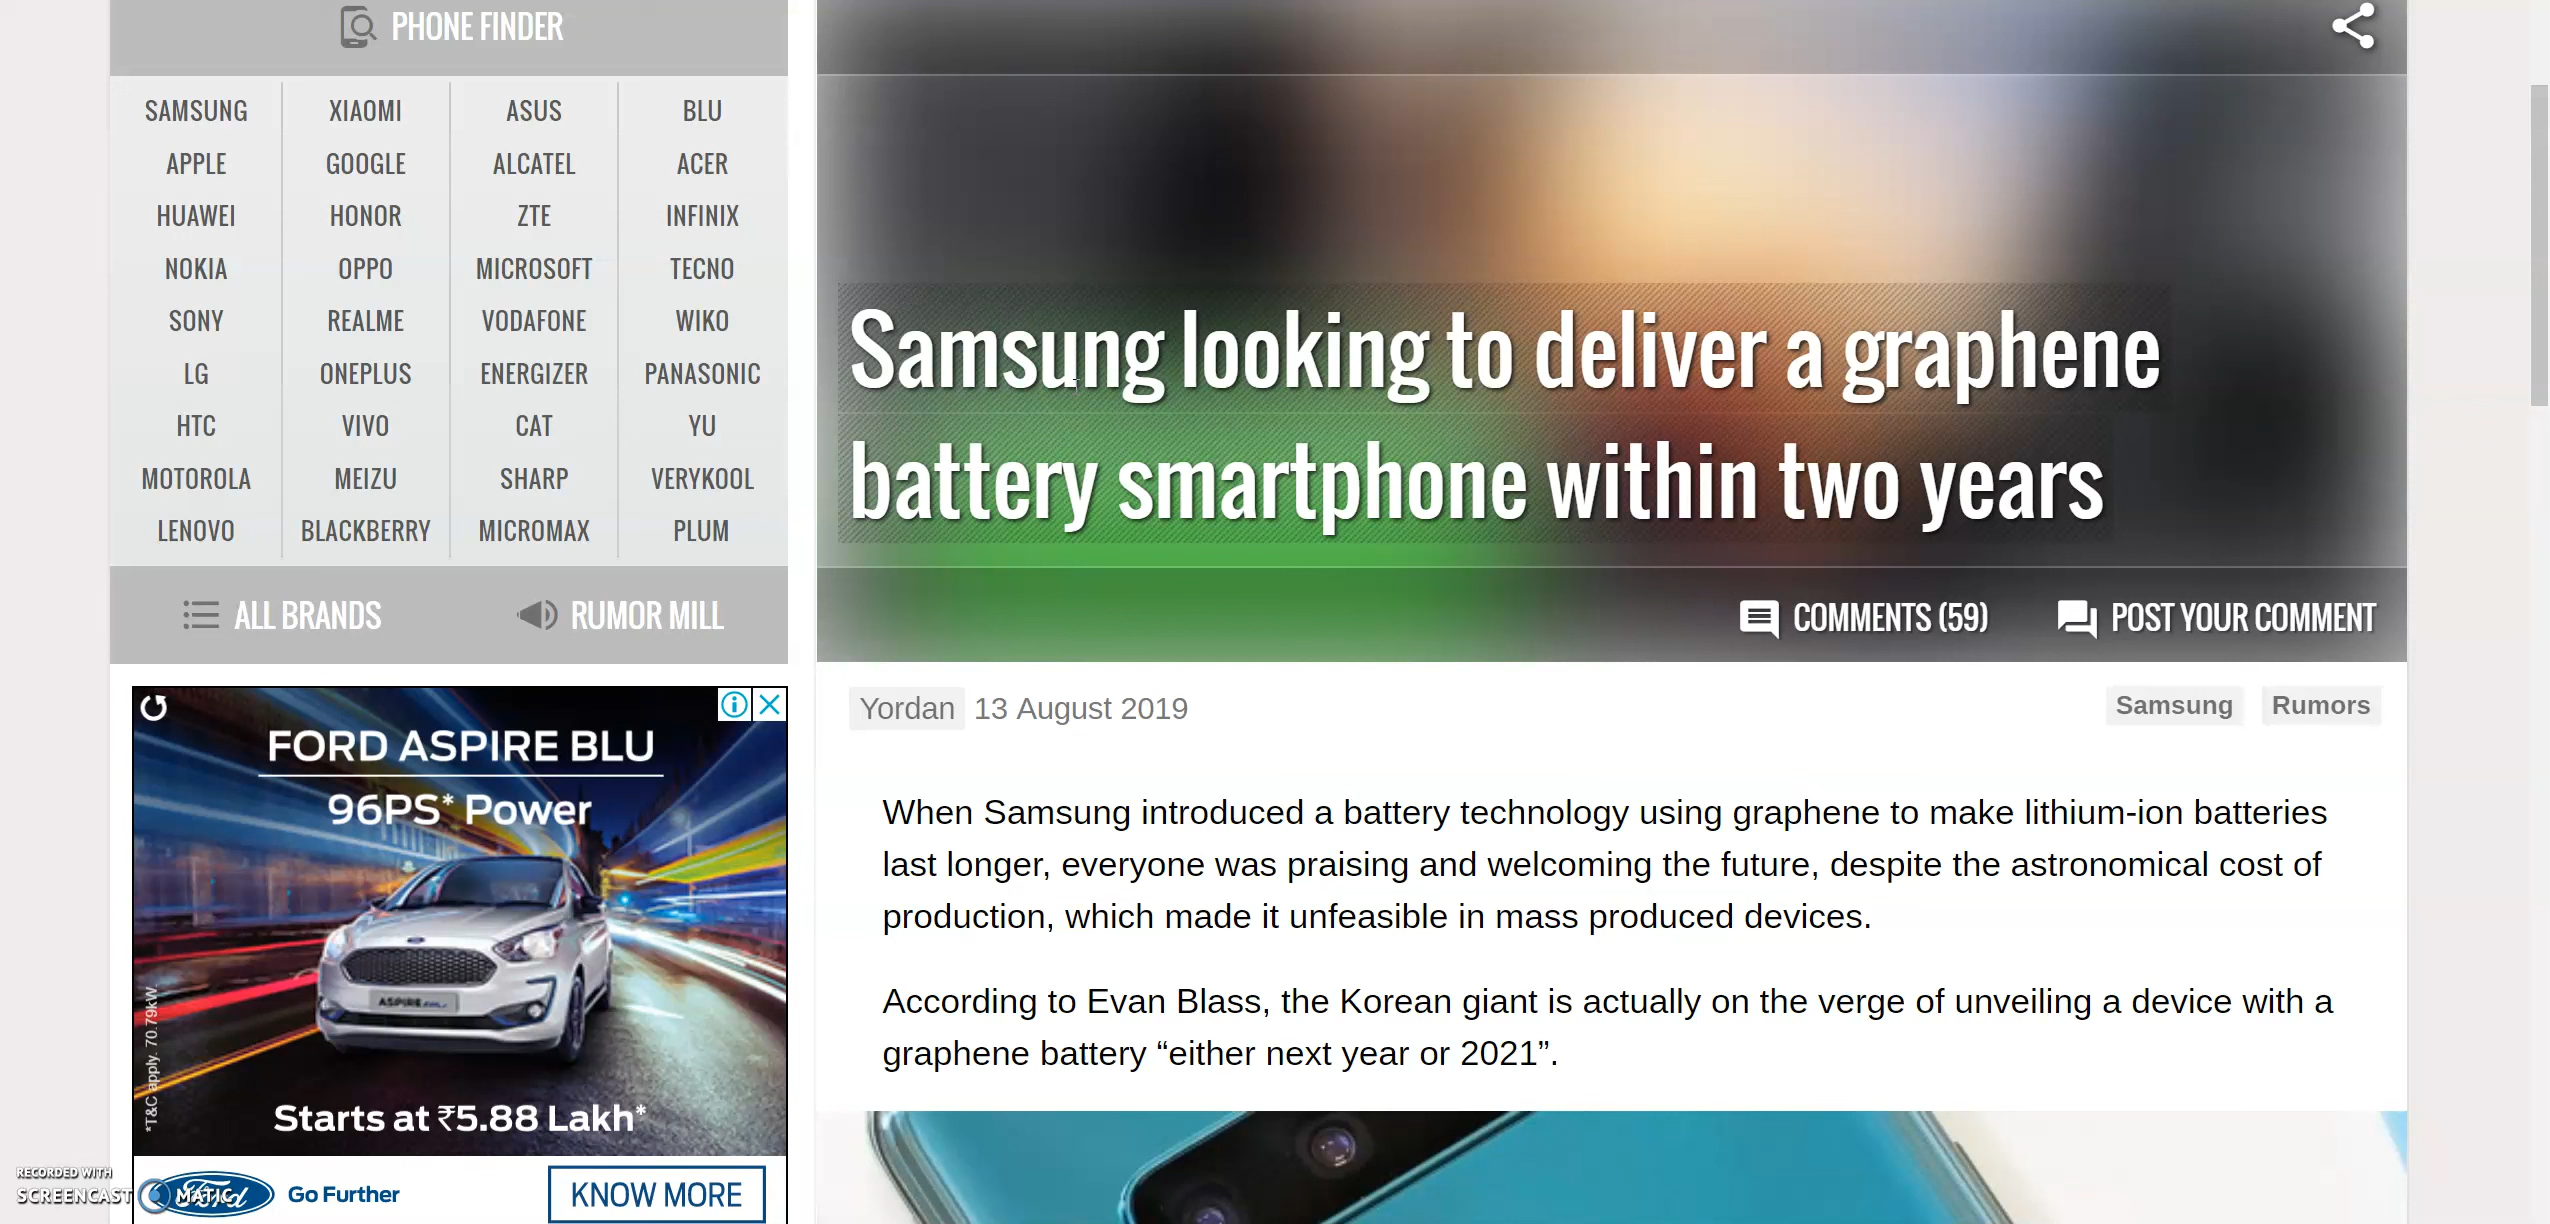 PHONE FINDER
SAMSUNG XIAOMI ASUS BLU
APPLE GOOGLE ALCATEL ACER
HUAWEI HONOR ZTE INFINIX
NOKIA OPPO MICROSOFT TECNO
SONY REALME VODAFONE WIKO
LG ONEPLUS ENERGIZER PANASONIC
HTC VIVO CAT YU
MOTOROLA MEIZU SHARP VERYKOOL
LENOVO BLACKBERRY MICROMAX PLUM
ALL BRANDS RUMOR MILL
FORD ASPIRE BLU
96PS* Power
ASPIRE
*T&C apply. 70.79kW.
Starts at ₹5.88 Lakh*
Ford Go Further KNOW MORE
RECORDED WITH
SCREENCAST MATIC
Samsung looking to deliver a graphene
battery smartphone within two years
COMMENTS (59) POST YOUR COMMENT
Yordan 13 August 2019 Samsung Rumors
When Samsung introduced a battery technology using graphene to make lithium-ion batteries
last longer, everyone was praising and welcoming the future, despite the astronomical cost of
production, which made it unfeasible in mass produced devices.
According to Evan Blass, the Korean giant is actually on the verge of unveiling a device with a
graphene battery “either next year or 2021”.